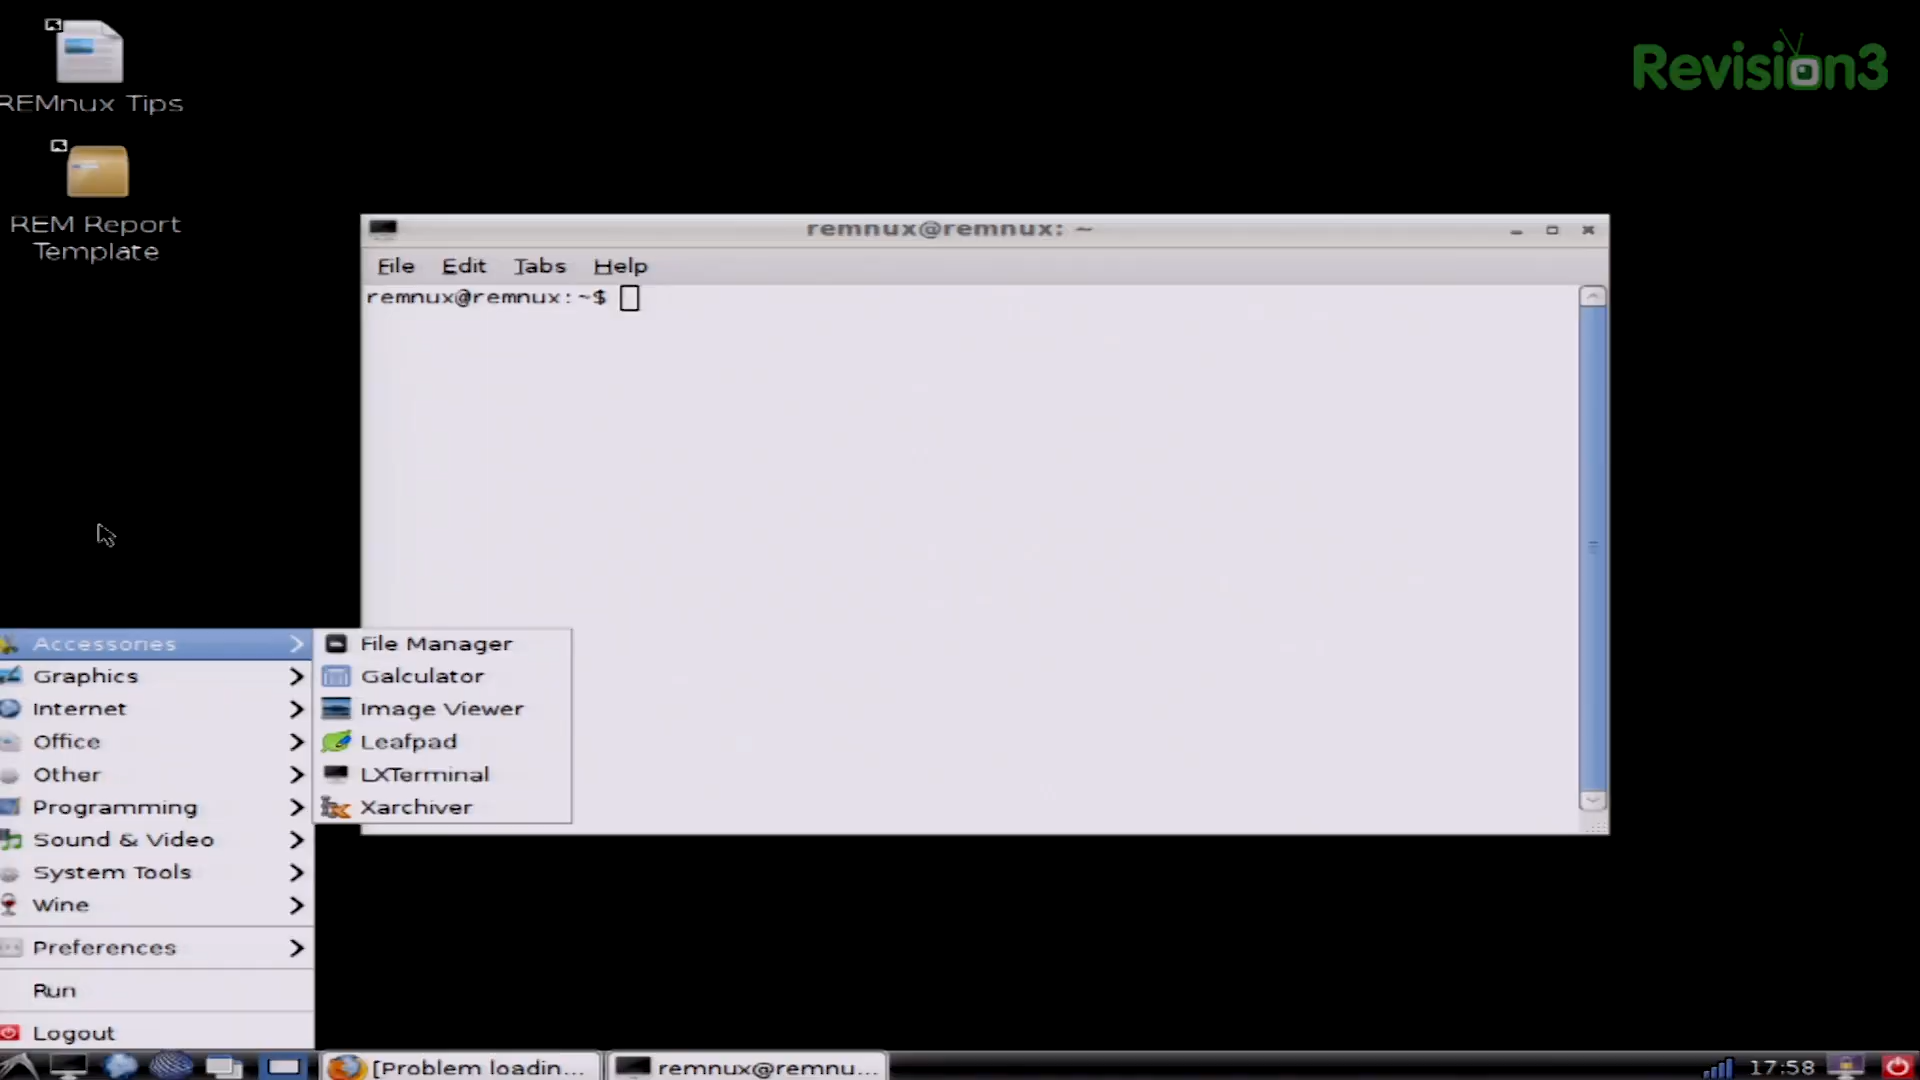 Revision3
REMnux Tips
REM Report
Template
remnux@remnux: ~
File Edit Tabs Help
remnux@remnux:~$
Accessories
Graphics
Internet
Office
Other
Programming
Sound & Video
System Tools
Wine
Preferences
Run
Logout
File Manager
Galculator
Image Viewer
Leafpad
LXTerminal
Xarchiver
[Problem loadin...
remnux@remnu...
17:58